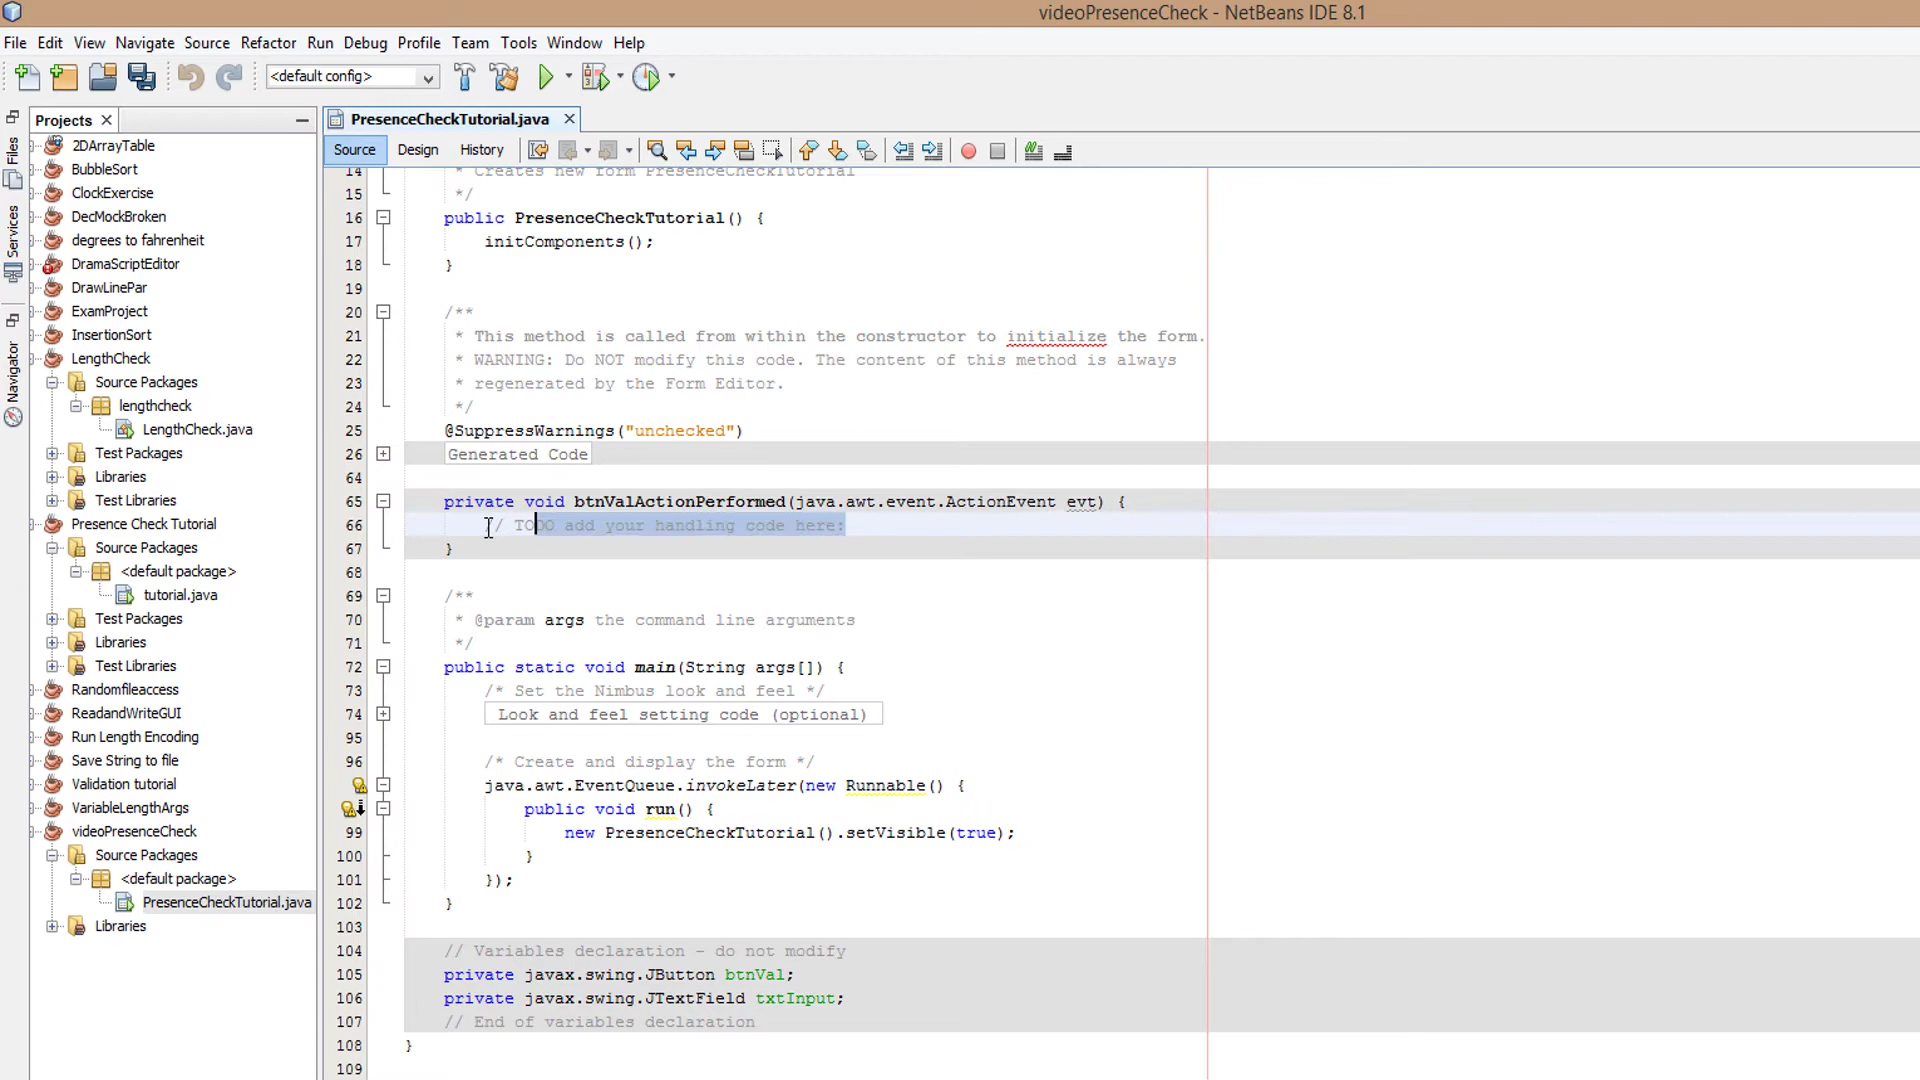 videoPresenceCheck - NetBeans IDE 8.1
File Edit View Navigate Source Refactor Run Debug Profile Team Tools Window Help
<default config>
Projects
PresenceCheckTutorial.java
Source Design History
Files
Services
Navigator
2DArrayTable
BubbleSort
ClockExercise
DecMockBroken
degrees to fahrenheit
DramaScriptEditor
DrawLinePar
ExamProject
InsertionSort
LengthCheck
Source Packages
lengthcheck
LengthCheck.java
Test Packages
Libraries
Test Libraries
Presence Check Tutorial
Source Packages
<default package>
tutorial.java
Test Packages
Libraries
Test Libraries
Randomfileaccess
ReadandWriteGUI
Run Length Encoding
Save String to file
Validation tutorial
VariableLengthArgs
videoPresenceCheck
Source Packages
<default package>
PresenceCheckTutorial.java
Libraries
14 * Creates new form PresenceCheckTutorial
15 */
16 public PresenceCheckTutorial() {
17 initComponents();
18 }
19
20 /**
21 * This method is called from within the constructor to initialize the form.
22 * WARNING: Do NOT modify this code. The content of this method is always
23 * regenerated by the Form Editor.
24 */
25 @SuppressWarnings("unchecked")
26 Generated Code
64
65 private void btnValActionPerformed(java.awt.event.ActionEvent evt) {
66 // TODO add your handling code here:
67 }
68
69 /**
70 * @param args the command line arguments
71 */
72 public static void main(String args[]) {
73 /* Set the Nimbus look and feel */
74 Look and feel setting code (optional)
95
96 /* Create and display the form */
java.awt.EventQueue.invokeLater(new Runnable() {
public void run() {
99 new PresenceCheckTutorial().setVisible(true);
100 }
101 });
102 }
103
104 // Variables declaration - do not modify
105 private javax.swing.JButton btnVal;
106 private javax.swing.JTextField txtInput;
107 // End of variables declaration
108 }
109